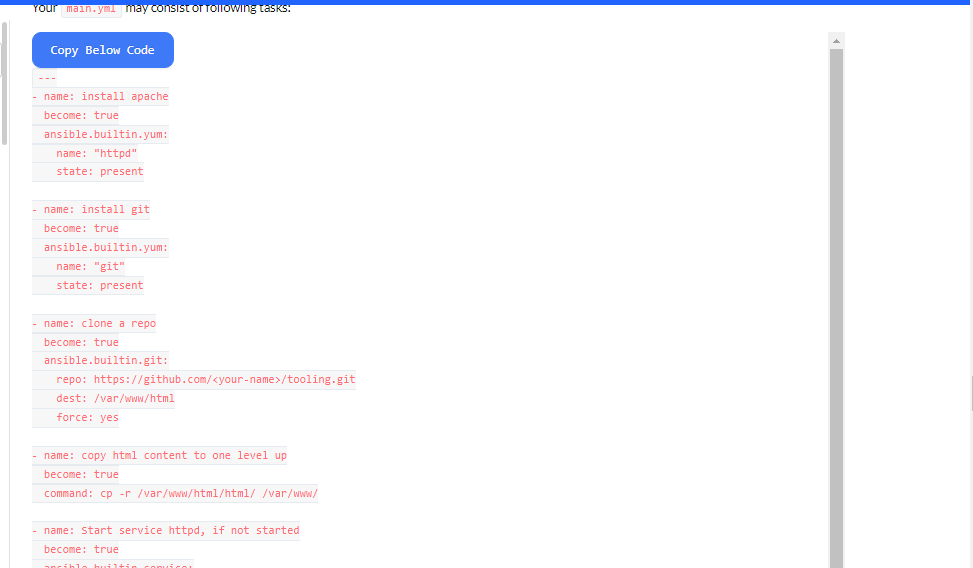 Your main.yml may consist of following tasks:
Copy Below Code
---
- name: install apache
  become: true
  ansible.builtin.yum:
    name: "httpd"
    state: present

- name: install git
  become: true
  ansible.builtin.yum:
    name: "git"
    state: present

- name: clone a repo
  become: true
  ansible.builtin.git:
    repo: https://github.com/<your-name>/tooling.git
    dest: /var/www/html
    force: yes

- name: copy html content to one level up
  become: true
  command: cp -r /var/www/html/html/ /var/www/

- name: Start service httpd, if not started
  become: true
  ansible.builtin.service: